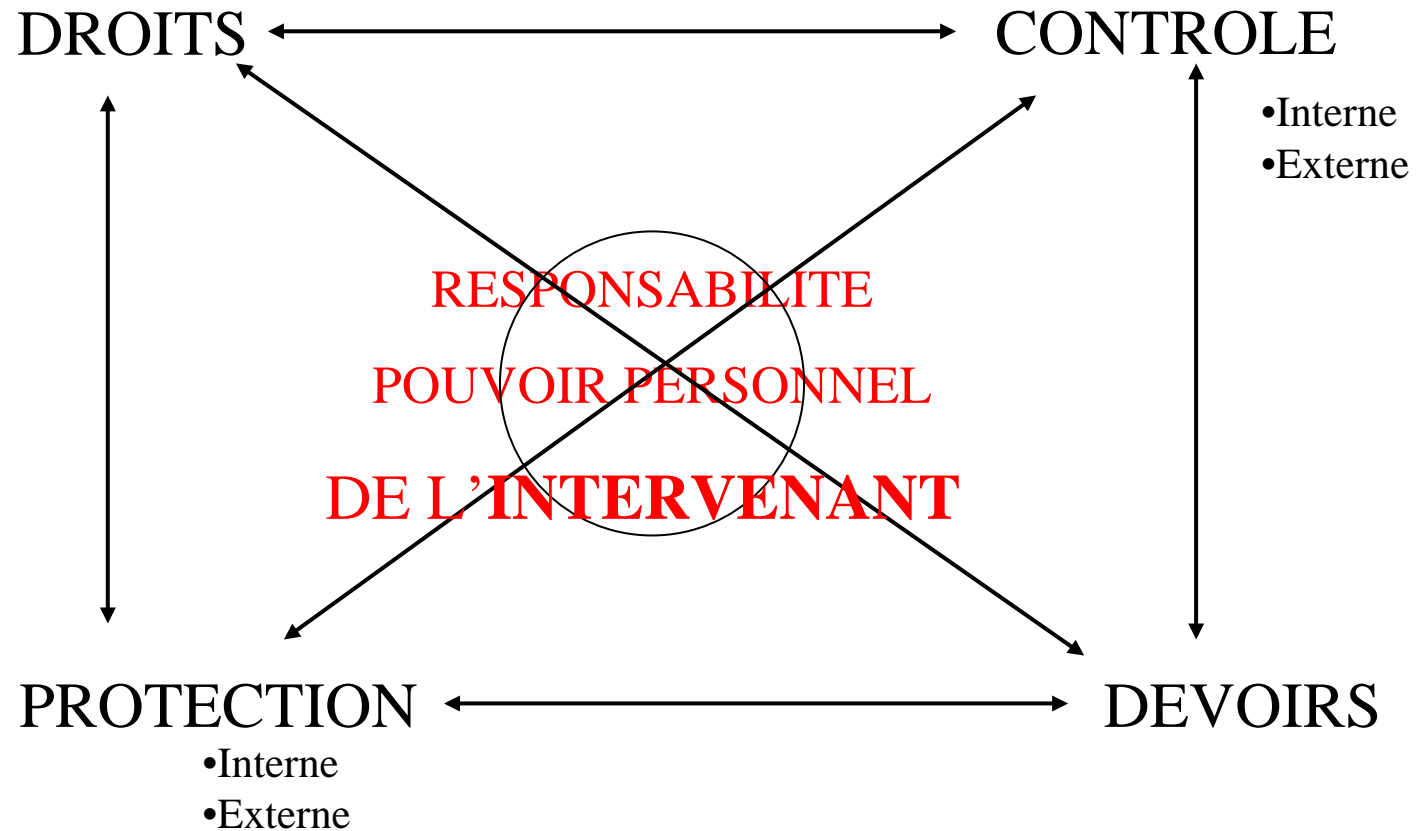 DROITS
CONTROLE
•Interne
•Externe
RESPONSABILITE
POUVOIR PERSONNEL
DE L’INTERVENANT
PROTECTION
•Interne
•Externe
DEVOIRS